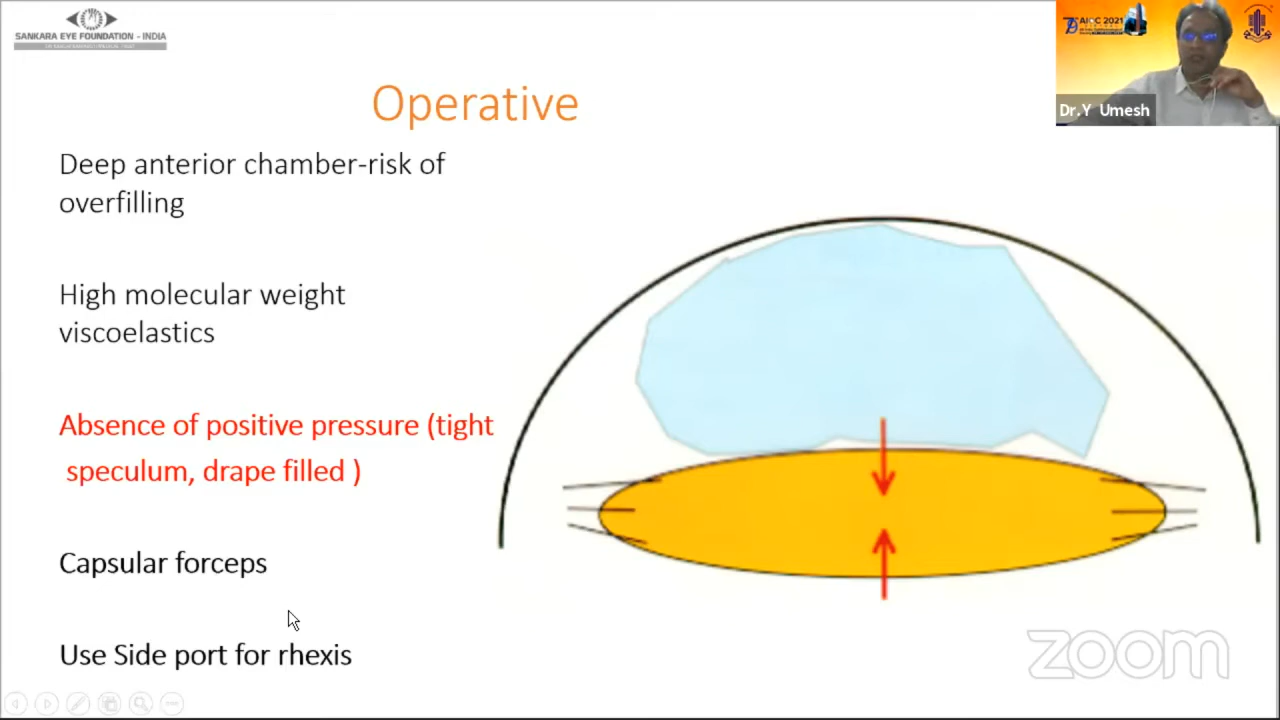 SANKARA EYE FOUNDATION - INDIA
AIOC 2021
Dr.Y Umesh
Operative
Deep anterior chamber-risk of
overfilling
High molecular weight
viscoelastics
Absence of positive pressure (tight
speculum, drape filled )
Capsular forceps
Use Side port for rhexis
zoom